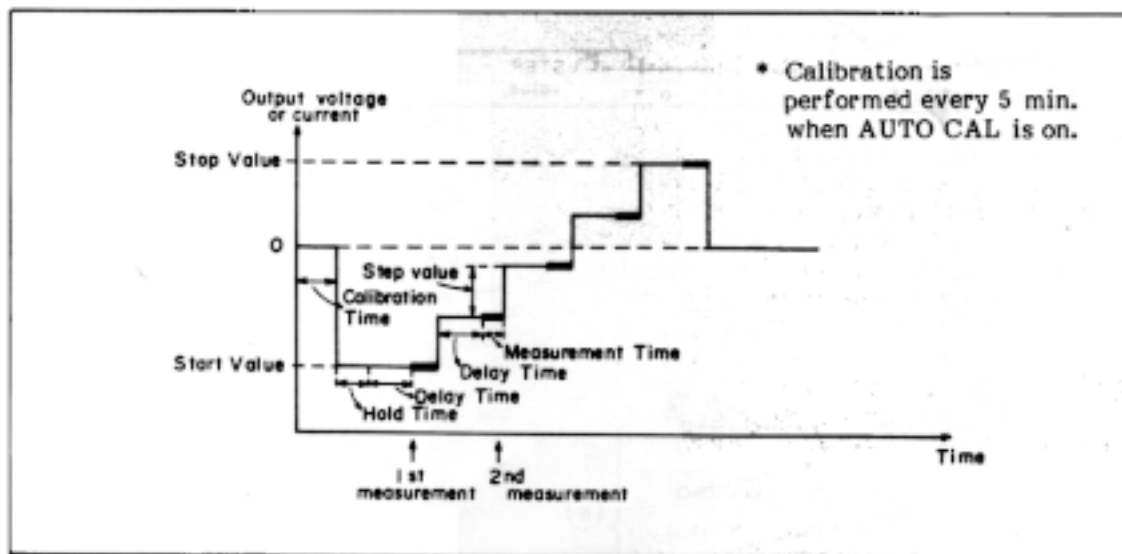 * Calibration is
performed every 5 min.
when AUTO CAL is on.
Output voltage
or current
Stop Value
0
Step value
Calibration
Time
Measurement Time
Start Value
Delay Time
Delay Time
Hold Time
Time
1st
measurement
2nd
measurement